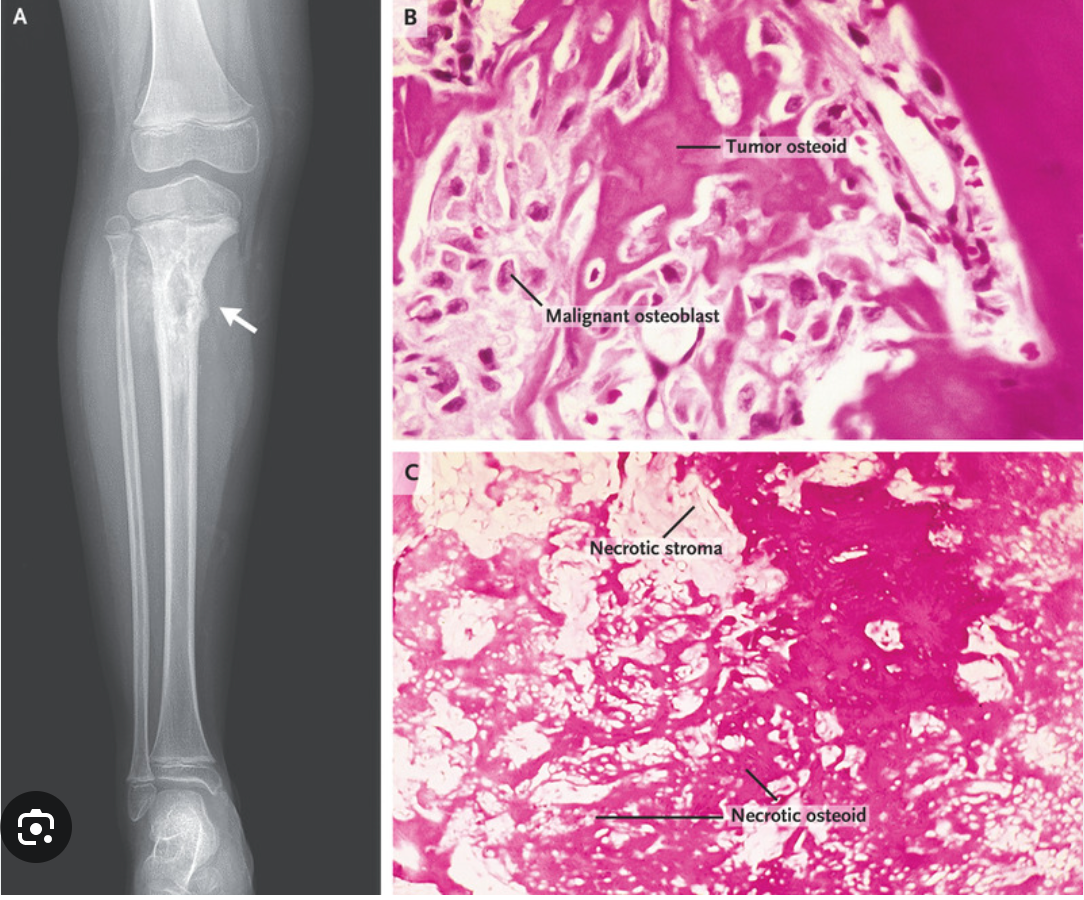 A
B
Tumor osteoid
Malignant osteoblast
C
Necrotic stroma
Necrotic osteoid